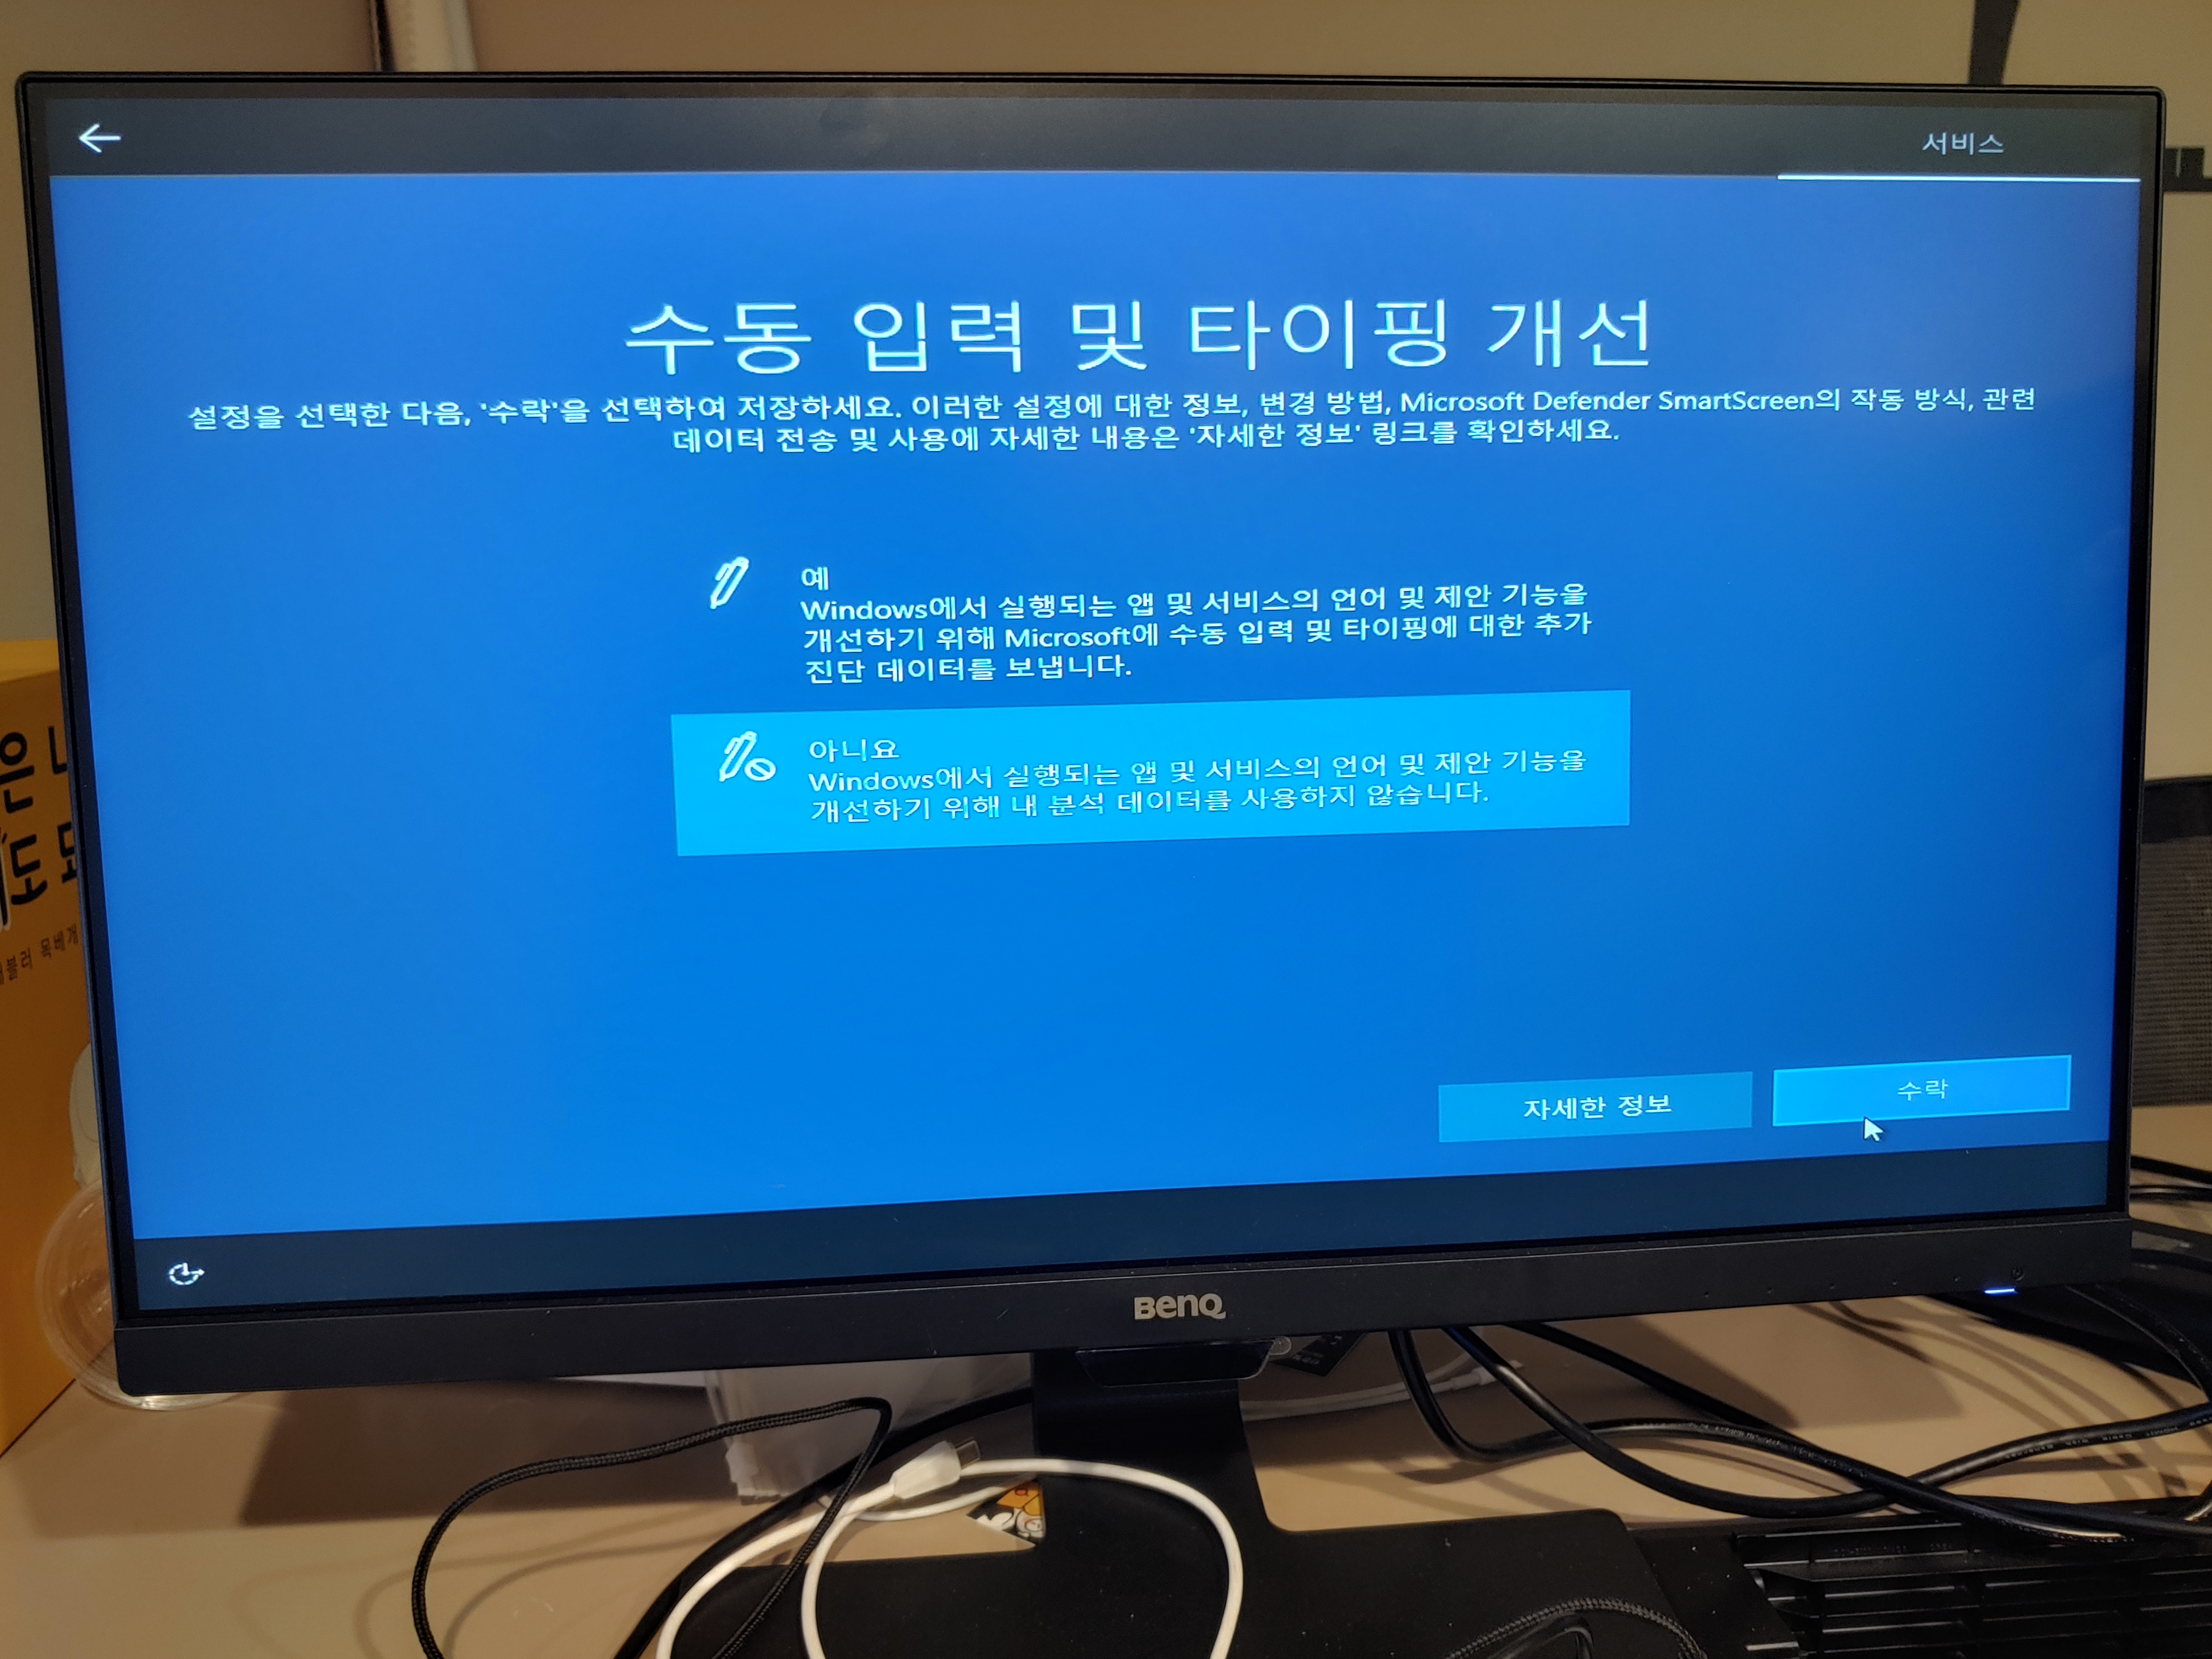 서비스
수동 입력 및 타이핑 개선
설정을 선택한 다음, '수락'을 선택하여 저장하세요. 이러한 설정에 대한 정보, 변경 방법, Microsoft Defender SmartScreen의 작동 방식, 관련
데이터 전송 및 사용에 자세한 내용은 '자세한 정보' 링크를 확인하세요.
예
Windows에서 실행되는 앱 및 서비스의 언어 및 제안 기능을
개선하기 위해 Microsoft에 수동 입력 및 타이핑에 대한 추가
진단 데이터를 보냅니다.
아니요
Windows에서 실행되는 앱 및 서비스의 언어 및 제안 기능을
개선하기 위해 내 분석 데이터를 사용하지 않습니다.
자세한 정보
수락
BenQ
목베개